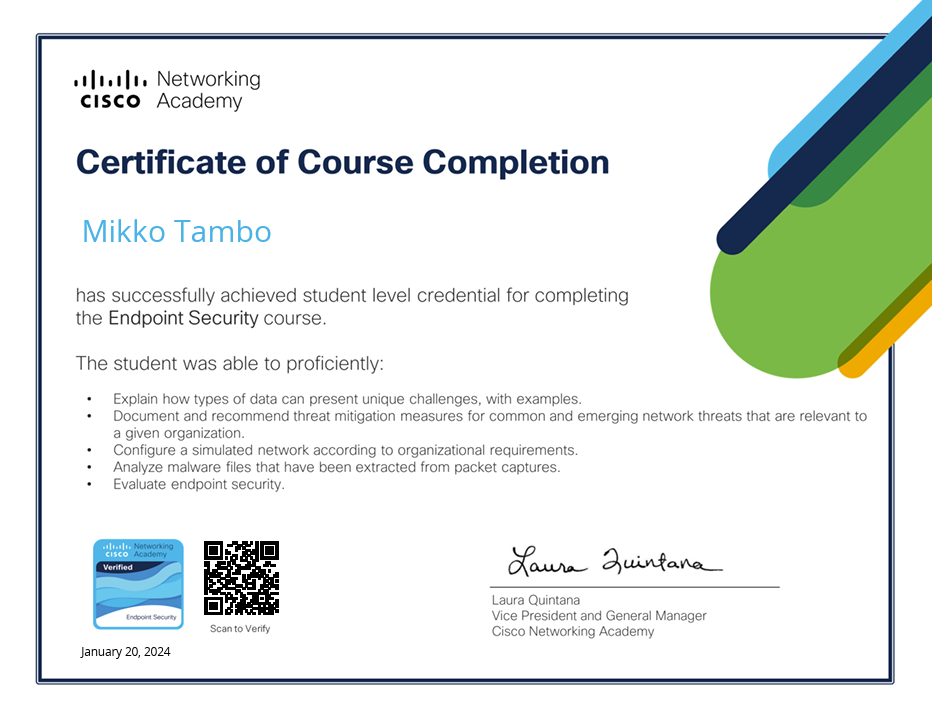 Networking
CISCO Academy
Certificate of Course Completion
Mikko Tambo
has successfully achieved student level credential for completing
the Endpoint Security course.
The student was able to proficiently:
• Explain how types of data can present unique challenges, with examples.
• Document and recommend threat mitigation measures for common and emerging network threats that are relevant to
a given organization.
• Configure a simulated network according to organizational requirements.
• Analyze malware files that have been extracted from packet captures.
• Evaluate endpoint security.
Networking
CISCO Academy
Verified
Endpoint Security
Scan to Verify
January 20, 2024
Laura Quintana
Laura Quintana
Vice President and General Manager
Cisco Networking Academy